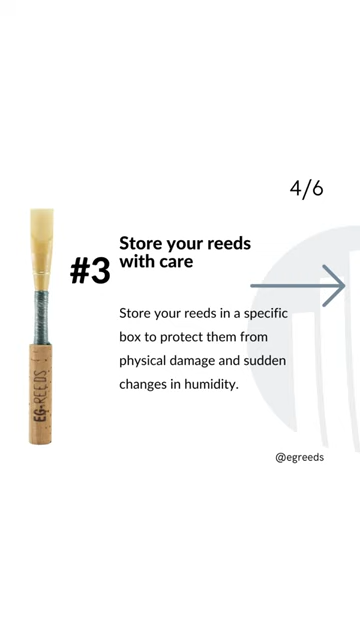 4/6
#3
Store your reeds
with care
Store your reeds in a specific
box to protect them from
physical damage and sudden
changes in humidity.
EG-REEDS
@egreeds